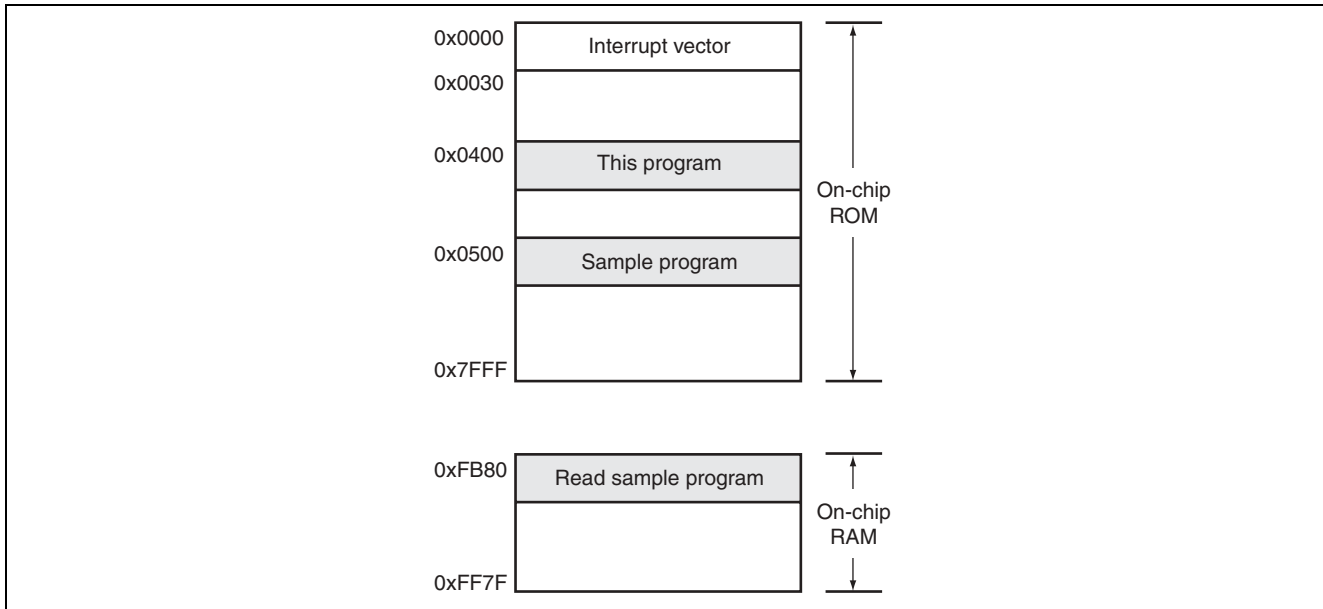 0x0000
Interrupt vector
0x0030
0x0400
This program
On-chip
ROM
0x0500
Sample program
0x7FFF
0xFB80
Read sample program
On-chip
RAM
0xFF7F